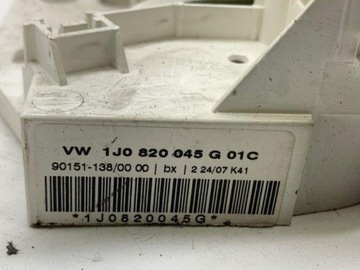 VW 1J0 820 045 G 01C
90151-138/00 00 | bx | 2 24/07 K41
*1J0820045G*